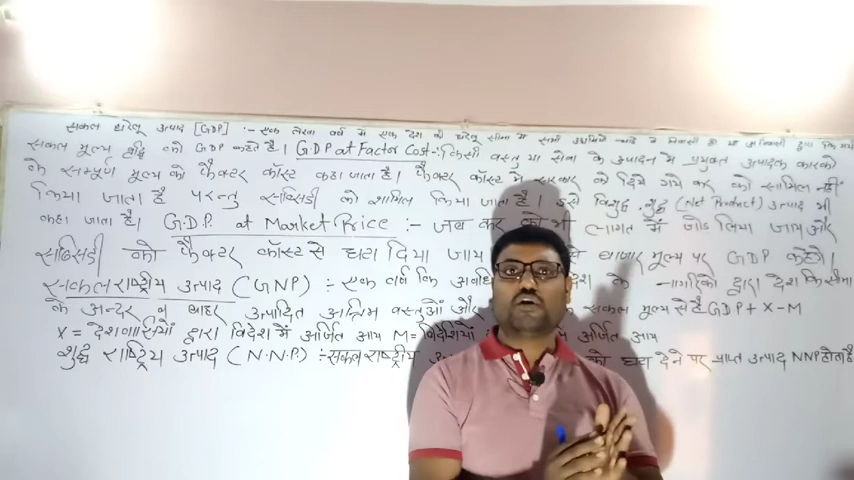 सकल घरेलू उत्पाद [GDP] :- एक लेखा वर्ष में एक देश की घरेलू सीमा में सभी
सकल मूल्य वृद्धि को GDP कहते है। GDP at Factor Cost :- किसी वस्तु या सेवा के उत्पादन में प्रयुक्त उत्पादक कारको
के सम्पूर्ण मूल्य को फैक्टर कॉस्ट कहा जाता है। फैक्टर कॉस्ट में सरकार को दिये गये कर को सामिल नहीं
किया जाता है परन्तु सब्सिडी को शामिल किया जाता है। इसे विशुद्ध (Net Product) उत्पाद भी
कहा जाता है। G.D.P. at Market Price :- जब कर को भी लागत में जोड लिया जाय और
सब्सिडी को फैक्टर कॉस्ट से घटा दिया जाय बाजार मूल्य पर GDP कहेंगे।
सकल राष्ट्रीय उत्पाद (GNP) :- एक वर्ष कि अवधि देश के नागरिको द्वारा देश कि सीमा
के अन्दर व बाहर उत्पादित अन्तिम वस्तुओं और सकल मूल्य से है GDP + X - M
X = देशवासीयों द्वारा विदेश में अर्जित आय M = विदेशियों अर्जित आय
शुद्ध राष्ट्रिय उत्पाद (N.N.P.) :- सकल राष्ट्रीय को घटा देने पर प्राप्त उत्पाद NNP होता है